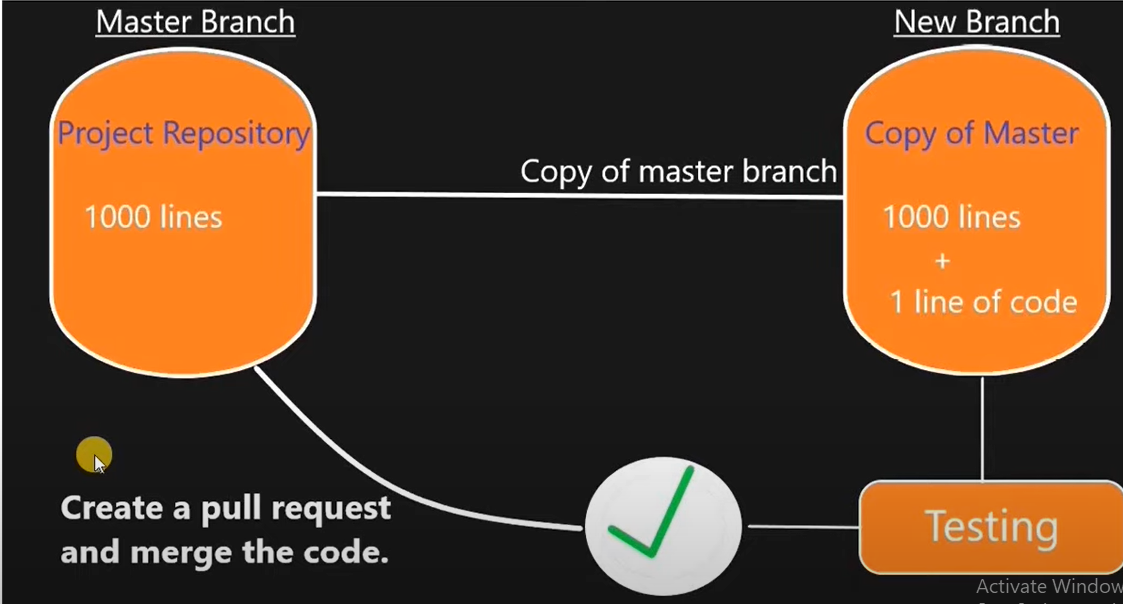 Master Branch
New Branch
Project Repository
1000 lines
Copy of master branch
Copy of Master
1000 lines
+
1 line of code
Create a pull request
and merge the code.
Testing
Activate Window